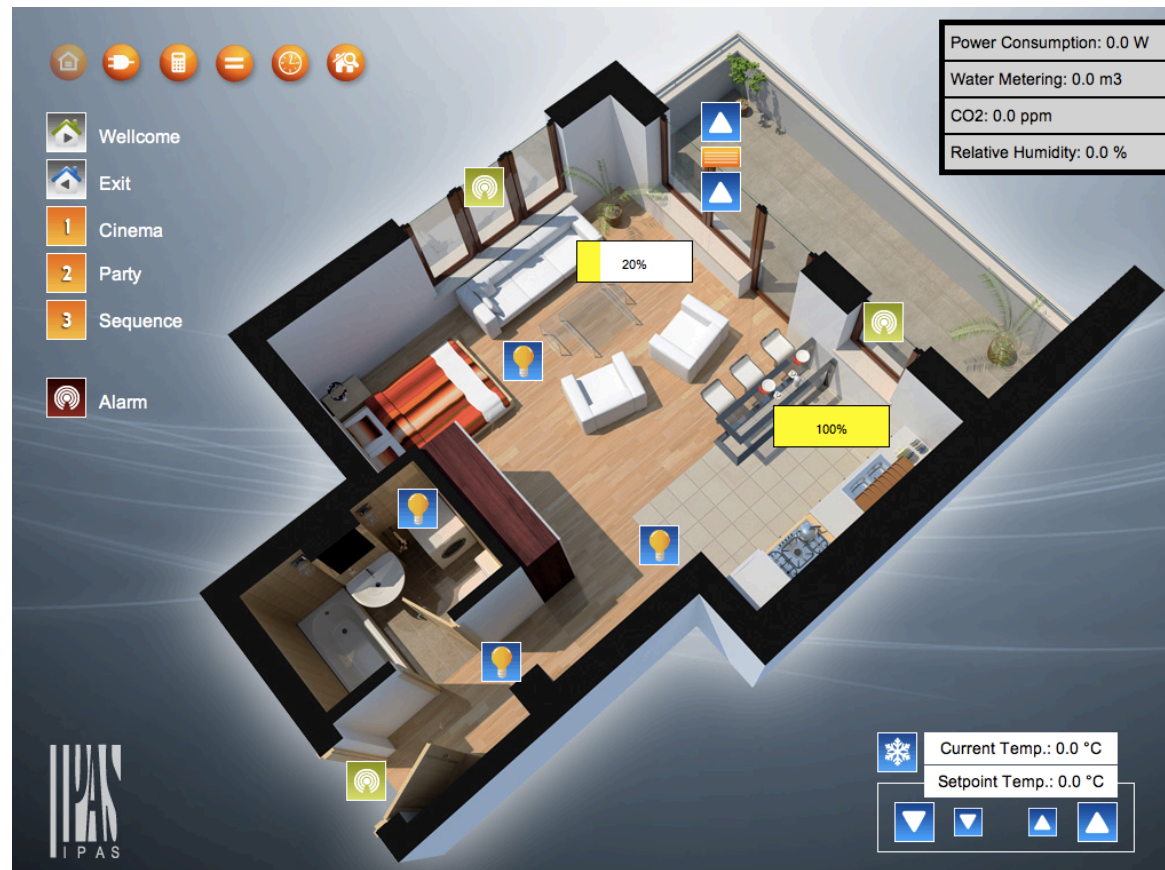 Power Consumption: 0.0 W
Water Metering: 0.0 m3
CO2: 0.0 ppm
Relative Humidity: 0.0 %
Wellcome
Exit
1 Cinema
2 Party
3 Sequence
Alarm
20%
100%
Current Temp.: 0.0 °C
Setpoint Temp.: 0.0 °C
IPAS
IPAS